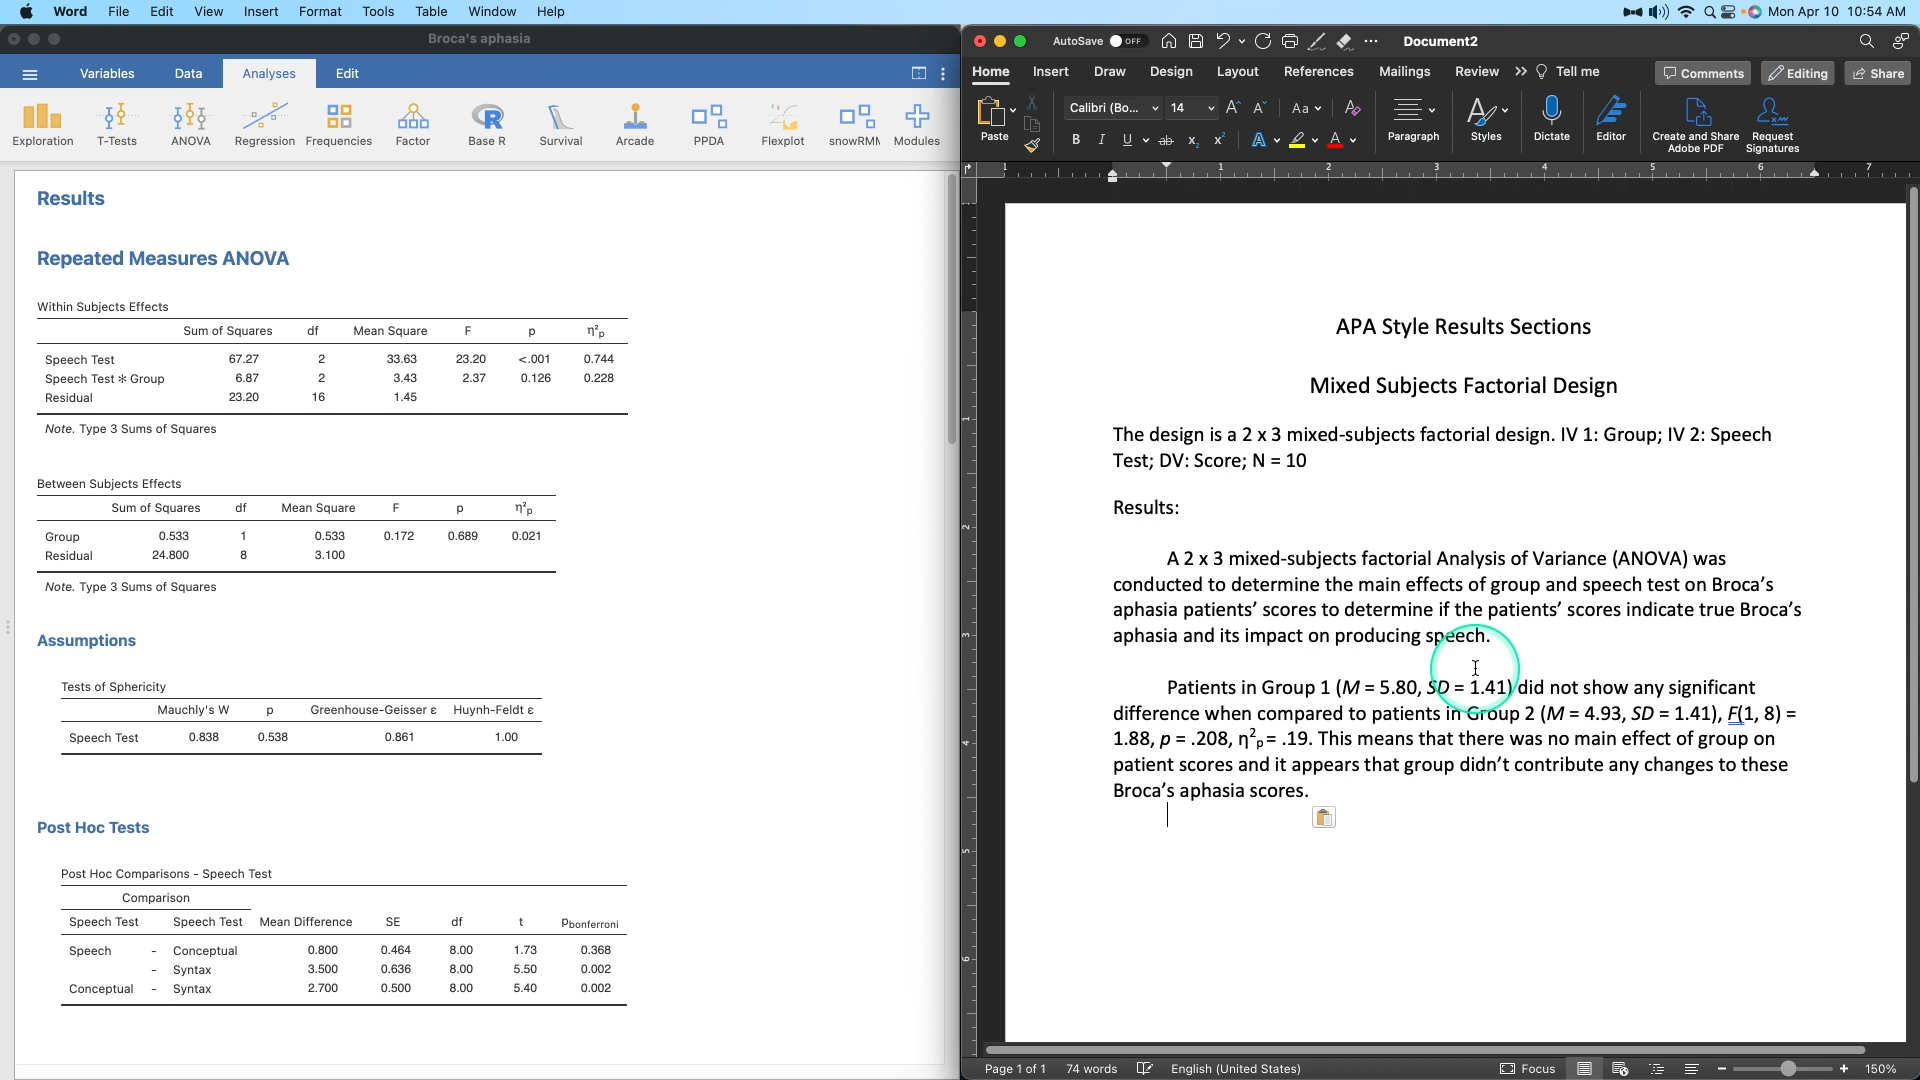 Word File Edit View Insert Format Tools Table Window Help Mon Apr 10 10:54 AM
Broca's aphasia
Variables Data Analyses Edit
Exploration T-Tests ANOVA Regression Frequencies Factor Base R Survival Arcade PPDA Flexplot snowRMM Modules
Results
Repeated Measures ANOVA
Within Subjects Effects
Sum of Squares df Mean Square F p η²p
Speech Test 67.27 2 33.63 23.20 <.001 0.744
Speech Test ✻ Group 6.87 2 3.43 2.37 0.126 0.228
Residual 23.20 16 1.45
Note. Type 3 Sums of Squares
Between Subjects Effects
Sum of Squares df Mean Square F p η²p
Group 0.533 1 0.533 0.172 0.689 0.021
Residual 24.800 8 3.100
Note. Type 3 Sums of Squares
Assumptions
Tests of Sphericity
Mauchly's W p Greenhouse-Geisser ε Huynh-Feldt ε
Speech Test 0.838 0.538 0.861 1.00
Post Hoc Tests
Post Hoc Comparisons - Speech Test
Comparison
Speech Test Speech Test Mean Difference SE df t Pbonferroni
Speech - Conceptual 0.800 0.464 8.00 1.73 0.368
- Syntax 3.500 0.636 8.00 5.50 0.002
Conceptual - Syntax 2.700 0.500 8.00 5.40 0.002
AutoSave OFF Document2
Home Insert Draw Design Layout References Mailings Review Tell me Comments Editing Share
Paste Calibri (Bo... 14 Aa Paragraph Styles Dictate Editor Create and Share Adobe PDF Request Signatures
1 1 2 3 4 5 6 7
APA Style Results Sections
Mixed Subjects Factorial Design
The design is a 2 x 3 mixed-subjects factorial design. IV 1: Group; IV 2: Speech
Test; DV: Score; N = 10
Results:
A 2 x 3 mixed-subjects factorial Analysis of Variance (ANOVA) was
conducted to determine the main effects of group and speech test on Broca's
aphasia patients' scores to determine if the patients' scores indicate true Broca's
aphasia and its impact on producing speech.
Patients in Group 1 (M = 5.80, SD = 1.41) did not show any significant
difference when compared to patients in Group 2 (M = 4.93, SD = 1.41), F(1, 8) =
1.88, p = .208, η²p= .19. This means that there was no main effect of group on
patient scores and it appears that group didn't contribute any changes to these
Broca's aphasia scores.
Page 1 of 1 74 words English (United States) Focus 150%